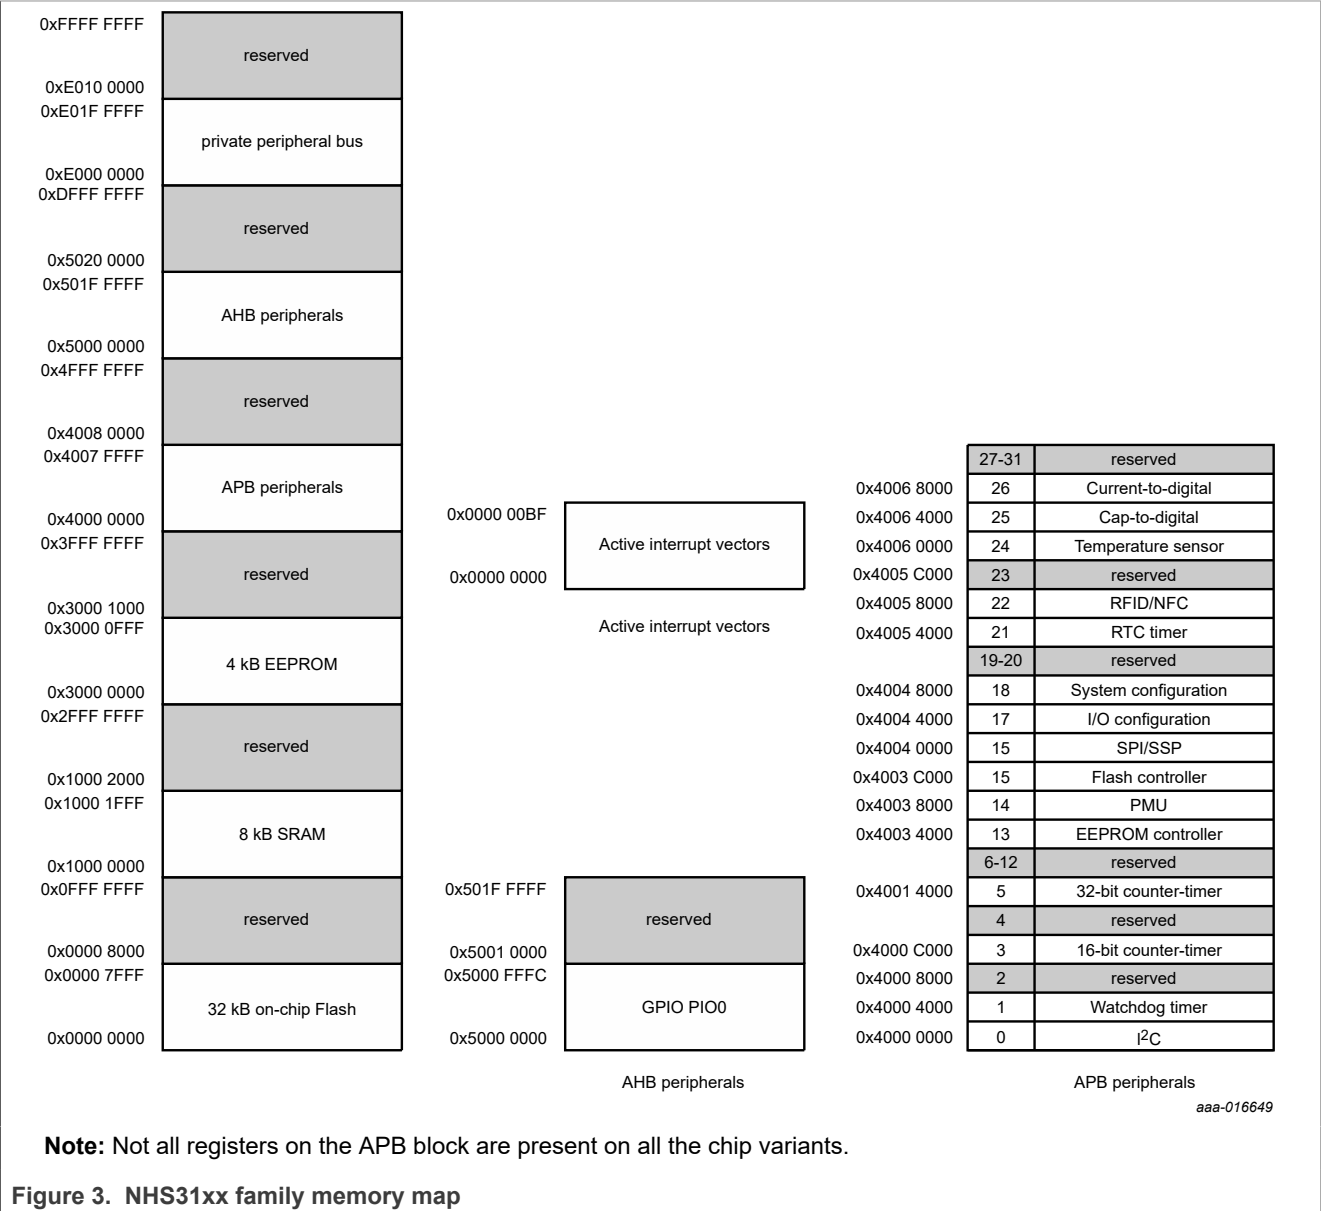 0xFFFF FFFF
reserved
0xE010 0000
0xE01F FFFF
private peripheral bus
0xE000 0000
0xDFFF FFFF
reserved
0x5020 0000
0x501F FFFF
AHB peripherals
0x5000 0000
0x4FFF FFFF
reserved
0x4008 0000
0x4007 FFFF
APB peripherals
0x4000 0000
0x3FFF FFFF
reserved
0x3000 1000
0x3000 0FFF
4 kB EEPROM
0x3000 0000
0x2FFF FFFF
reserved
0x1000 2000
0x1000 1FFF
8 kB SRAM
0x1000 0000
0x0FFF FFFF
reserved
0x0000 8000
0x0000 7FFF
32 kB on-chip Flash
0x0000 0000
0x0000 00BF
Active interrupt vectors
0x0000 0000
Active interrupt vectors
0x501F FFFF
reserved
0x5001 0000
0x5000 FFFC
GPIO PIO0
0x5000 0000
AHB peripherals
27-31 reserved
0x4006 8000 26 Current-to-digital
0x4006 4000 25 Cap-to-digital
0x4006 0000 24 Temperature sensor
0x4005 C000 23 reserved
0x4005 8000 22 RFID/NFC
0x4005 4000 21 RTC timer
19-20 reserved
0x4004 8000 18 System configuration
0x4004 4000 17 I/O configuration
0x4004 0000 15 SPI/SSP
0x4003 C000 15 Flash controller
0x4003 8000 14 PMU
0x4003 4000 13 EEPROM controller
6-12 reserved
0x4001 4000 5 32-bit counter-timer
4 reserved
0x4000 C000 3 16-bit counter-timer
0x4000 8000 2 reserved
0x4000 4000 1 Watchdog timer
0x4000 0000 0 I2C
APB peripherals
aaa-016649
Note: Not all registers on the APB block are present on all the chip variants.
Figure 3. NHS31xx family memory map